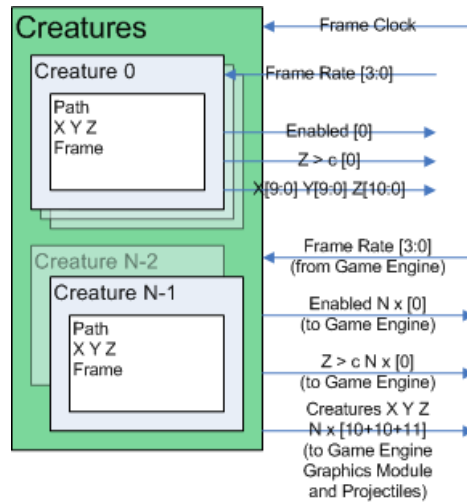 Creatures
Frame Clock
Creature 0
Frame Rate [3:0]
Path
X Y Z
Frame
Enabled [0]
Z > c [0]
X[9:0] Y[9:0] Z[10:0]
Creature N-2
Frame Rate [3:0]
(from Game Engine)
Creature N-1
Enabled N x [0]
(to Game Engine)
Path
X Y Z
Frame
Z > c N x [0]
(to Game Engine)
Creatures X Y Z
N x [10+10+11]
(to Game Engine
Graphics Module
and Projectiles)